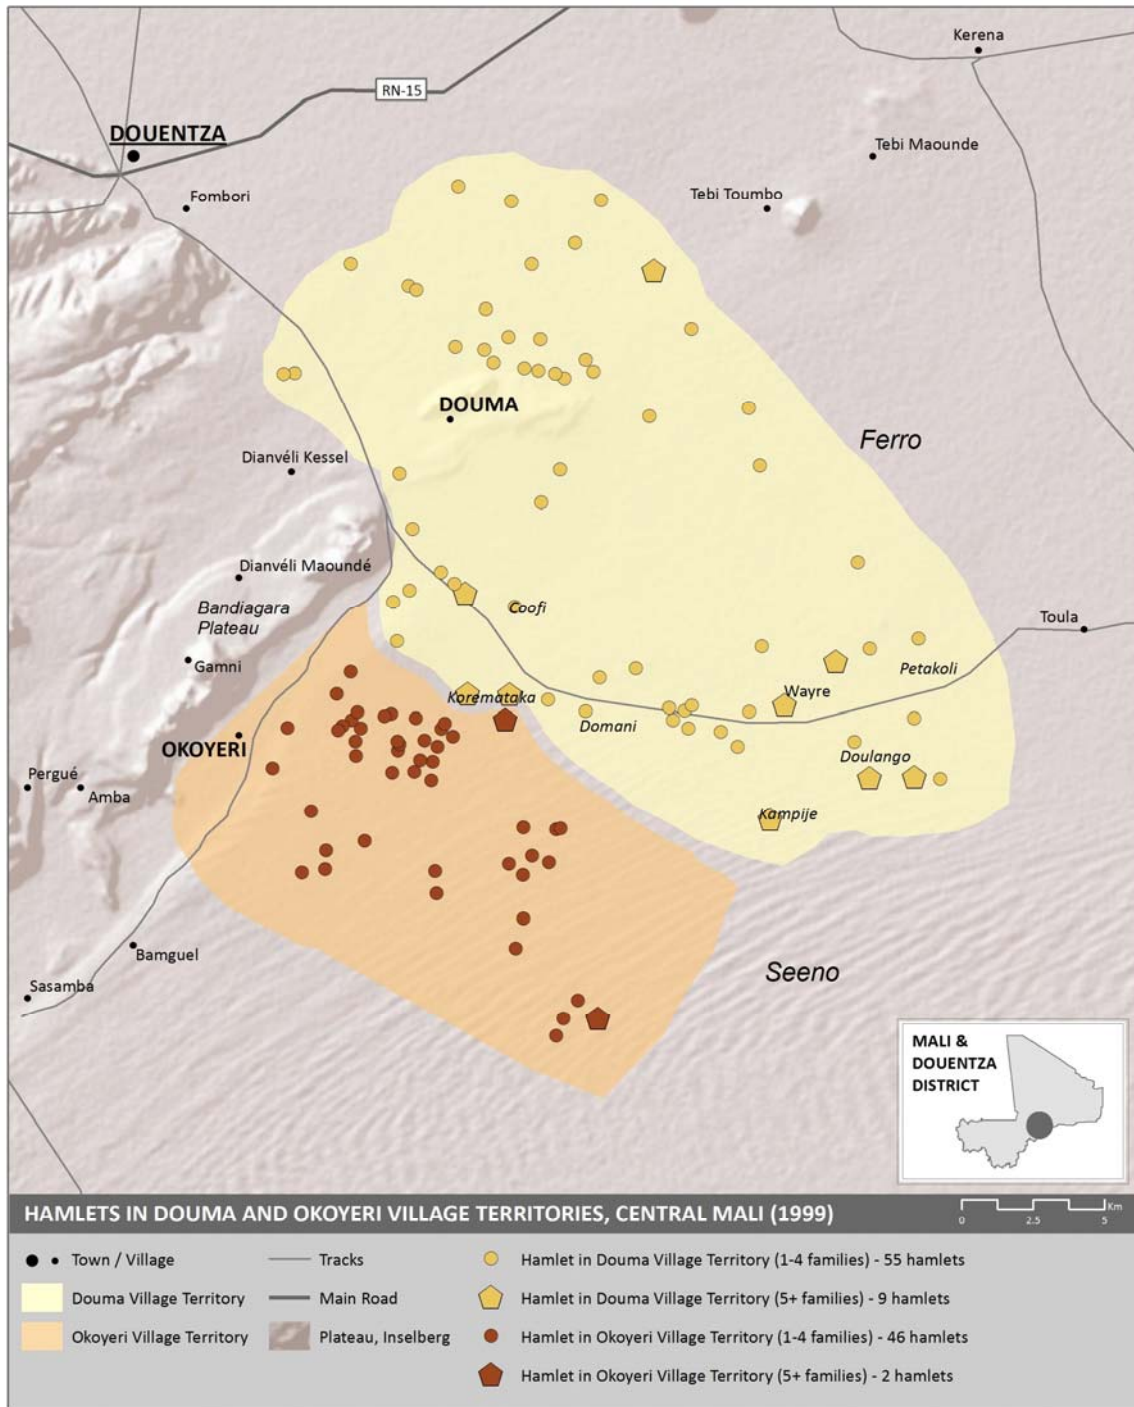 Kerena
RN-15
DOUENTZA
Tebi Maounde
Fombori
Tebi Toumbo
DOUMA
Ferro
Dianvéli Kessel
Dianvéli Maoundé
Bandiagara
Plateau
Coofi
Toula
Gamni
Petakoli
Koremataka
Wayre
Domani
OKOYERI
Doulango
Pergué
Amba
Kampije
Bamguel
Seeno
Sasamba
MALI &
DOUENTZA
DISTRICT
HAMLETS IN DOUMA AND OKOYERI VILLAGE TERRITORIES, CENTRAL MALI (1999)
Km
0 2.5 5
Town / Village
Tracks
Hamlet in Douma Village Territory (1-4 families) - 55 hamlets
Douma Village Territory
Main Road
Hamlet in Douma Village Territory (5+ families) - 9 hamlets
Okoyeri Village Territory
Plateau, Inselberg
Hamlet in Okoyeri Village Territory (1-4 families) - 46 hamlets
Hamlet in Okoyeri Village Territory (5+ families) - 2 hamlets